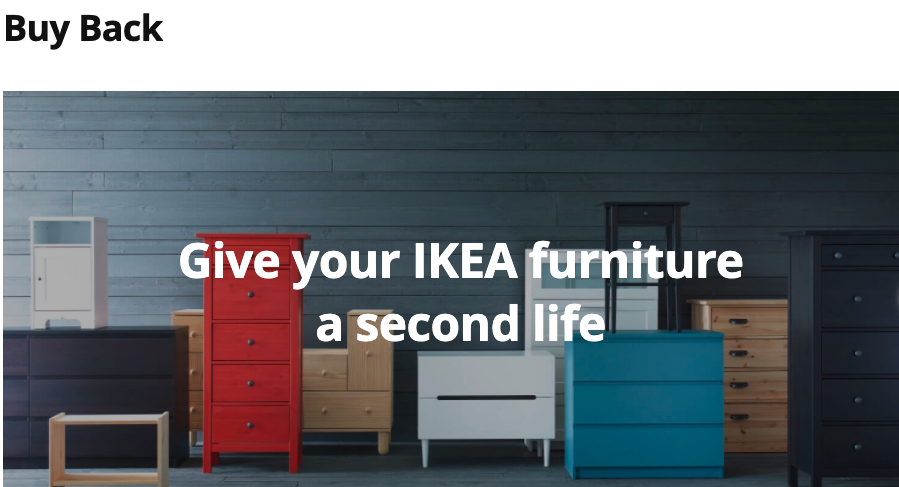 Buy Back
Give your IKEA furniture
a second life